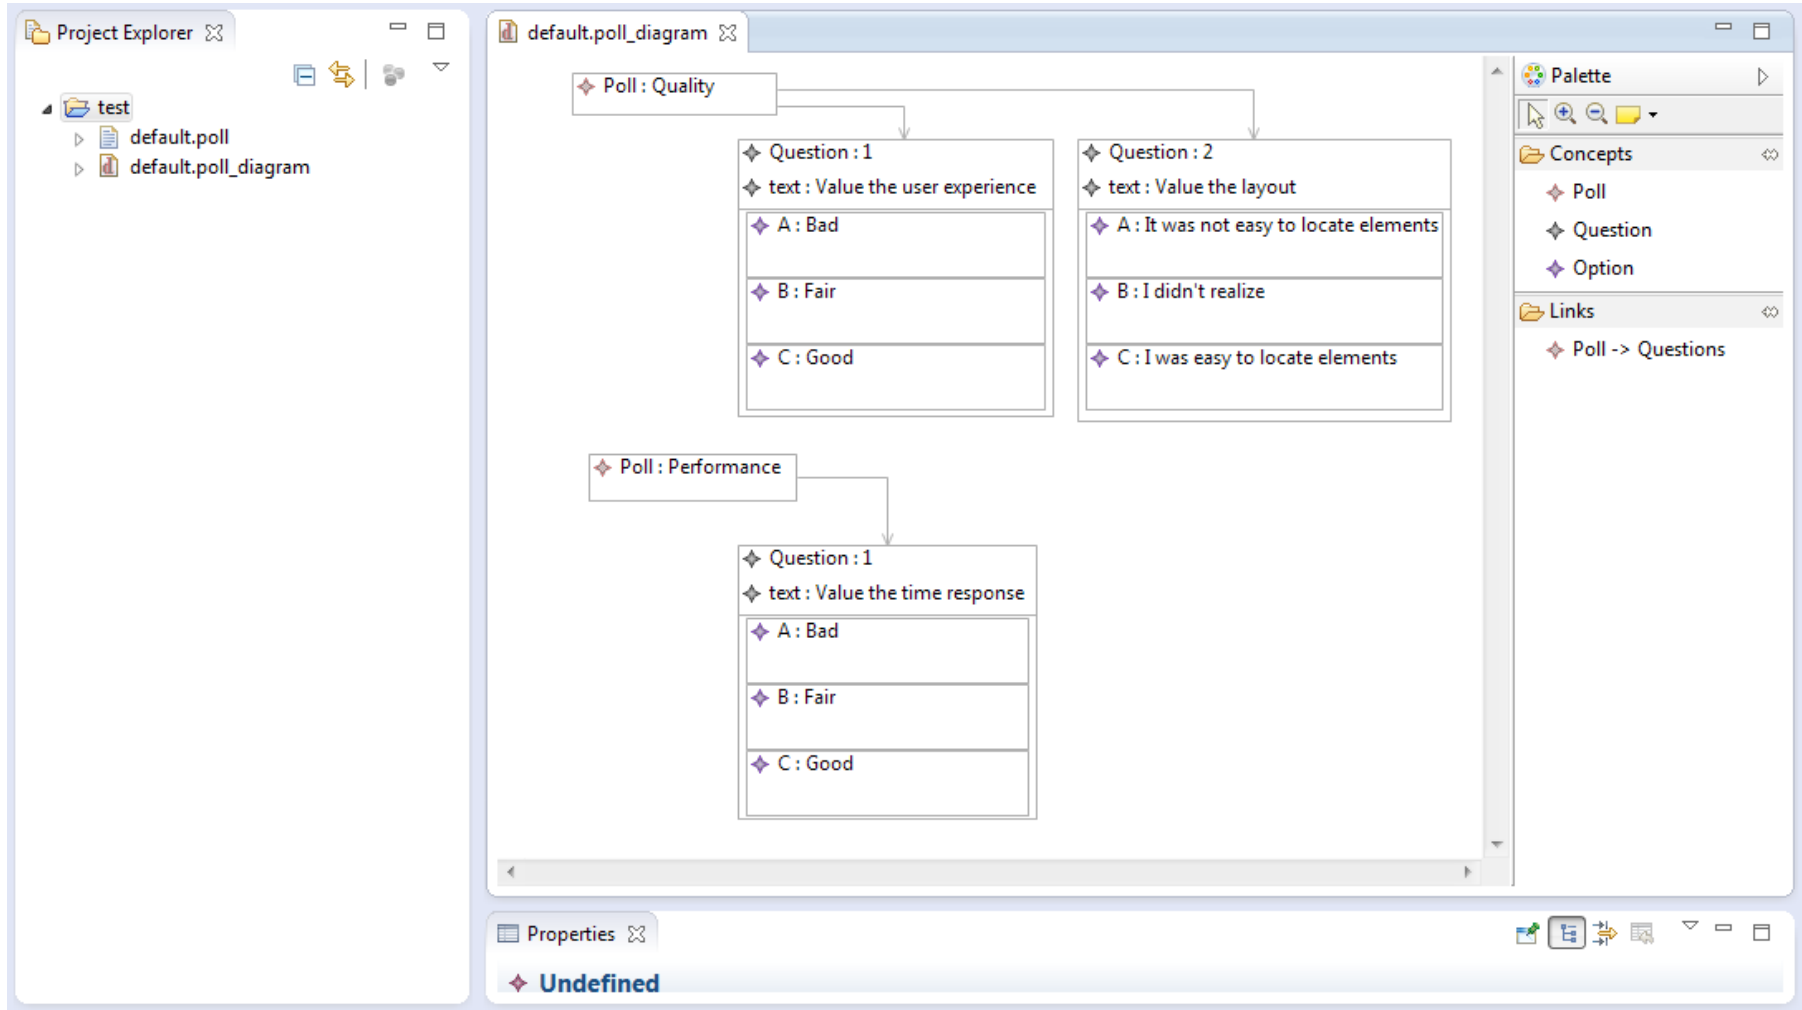 Project Explorer
test
default.poll
default.poll_diagram
default.poll_diagram
Poll : Quality
Question : 1
text : Value the user experience
A : Bad
B : Fair
C : Good
Question : 2
text : Value the layout
A : It was not easy to locate elements
B : I didn't realize
C : I was easy to locate elements
Poll : Performance
Question : 1
text : Value the time response
A : Bad
B : Fair
C : Good
Palette
Concepts
Poll
Question
Option
Links
Poll -> Questions
Properties
Undefined